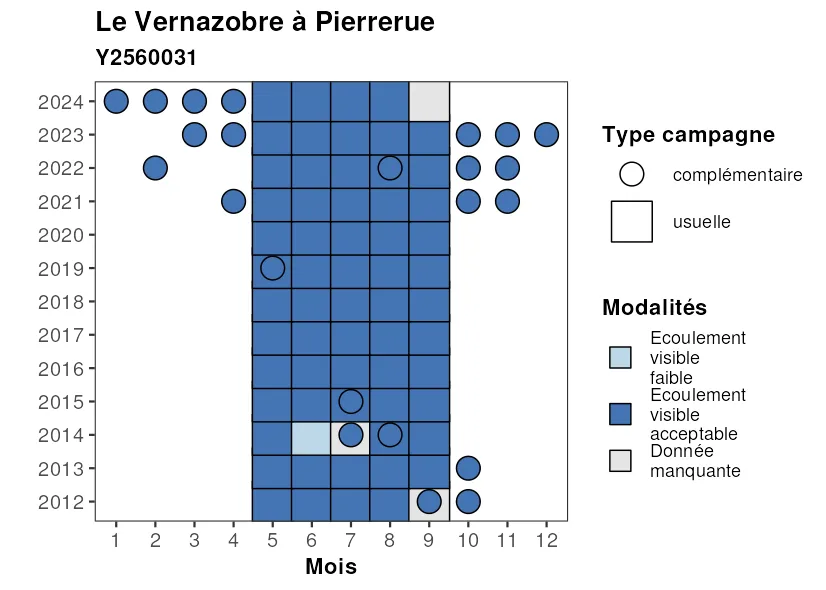 Le Vernazobre à Pierrerue
Y2560031
2024
2023
2022
2021
2020
2019
2018
2017
2016
2015
2014
2013
2012
1 2 3 4 5 6 7 8 9 10 11 12
Mois
Type campagne
complémentaire
usuelle
Modalités
Ecoulement
visible
faible
Ecoulement
visible
acceptable
Donnée
manquante